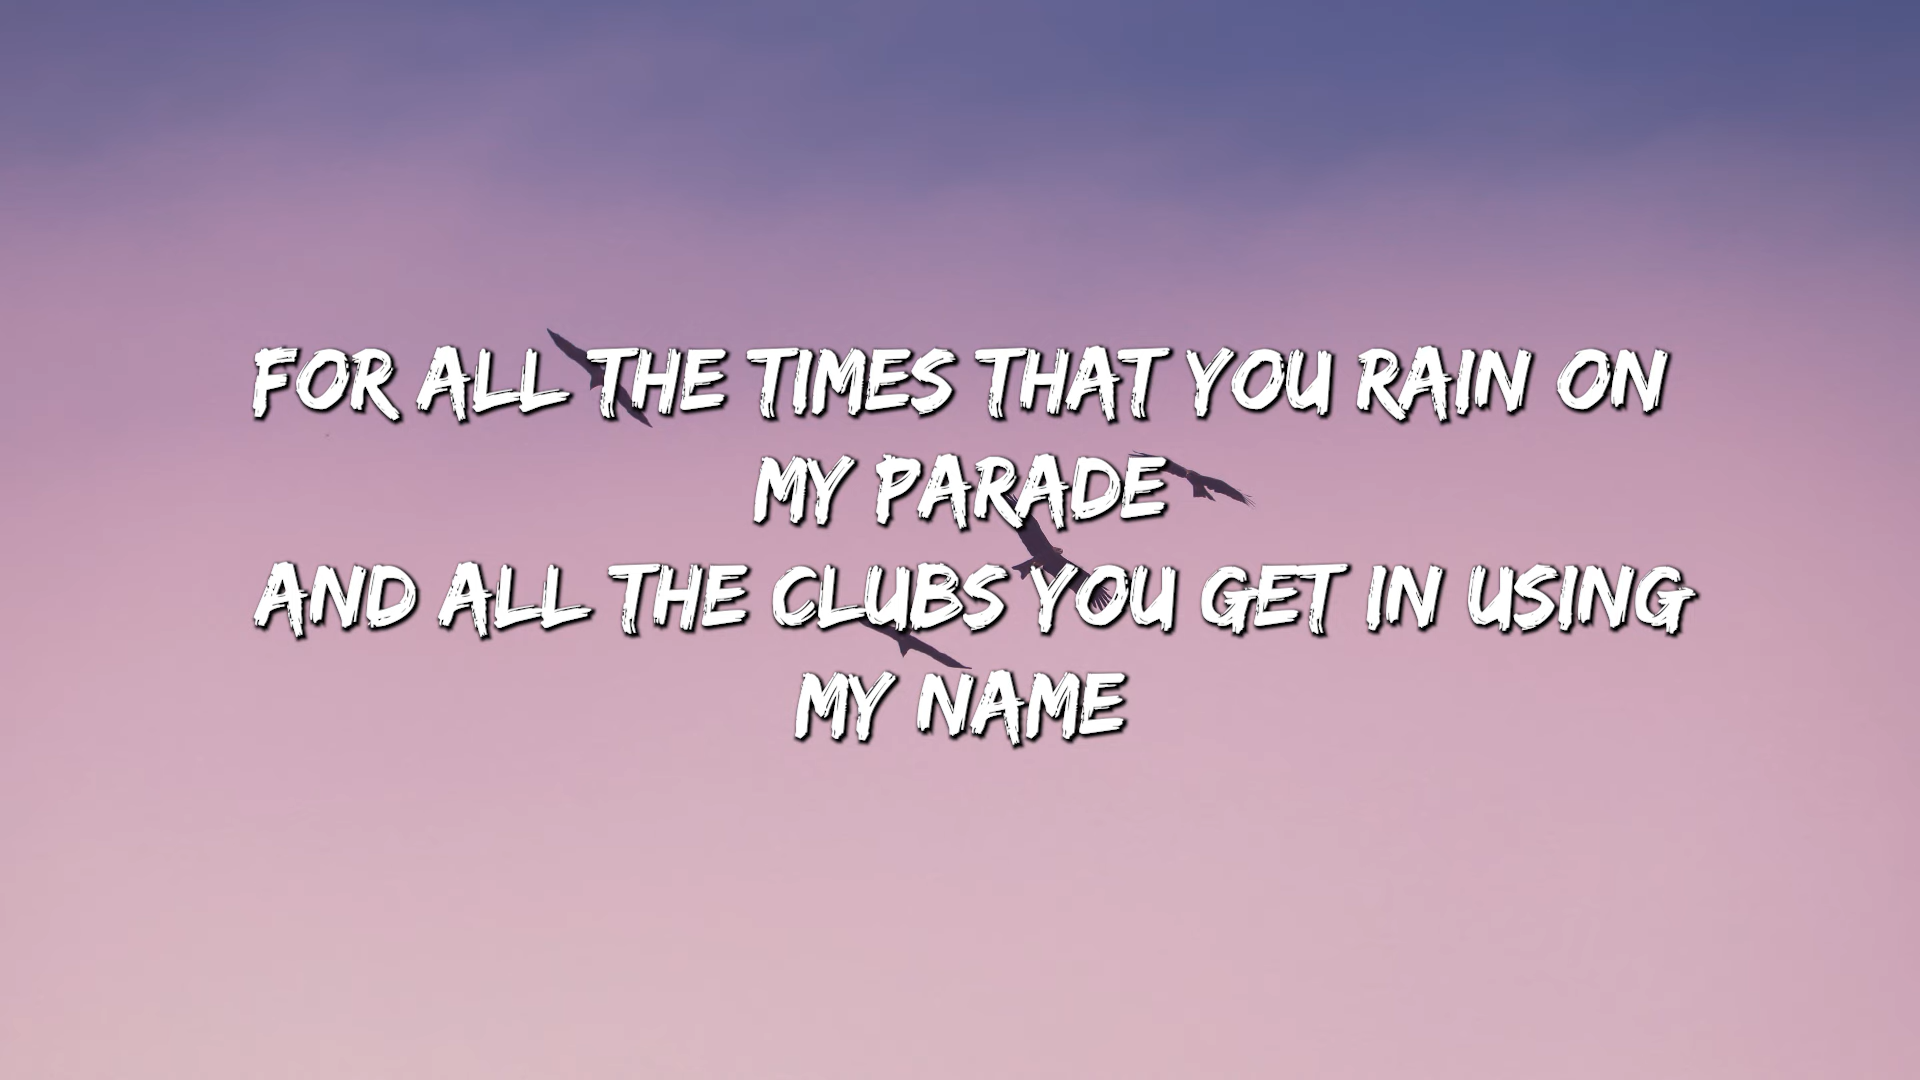 FOR ALL THE TIMES THAT YOU RAIN ON
MY PARADE
AND ALL THE CLUBS YOU GET IN USING
MY NAME